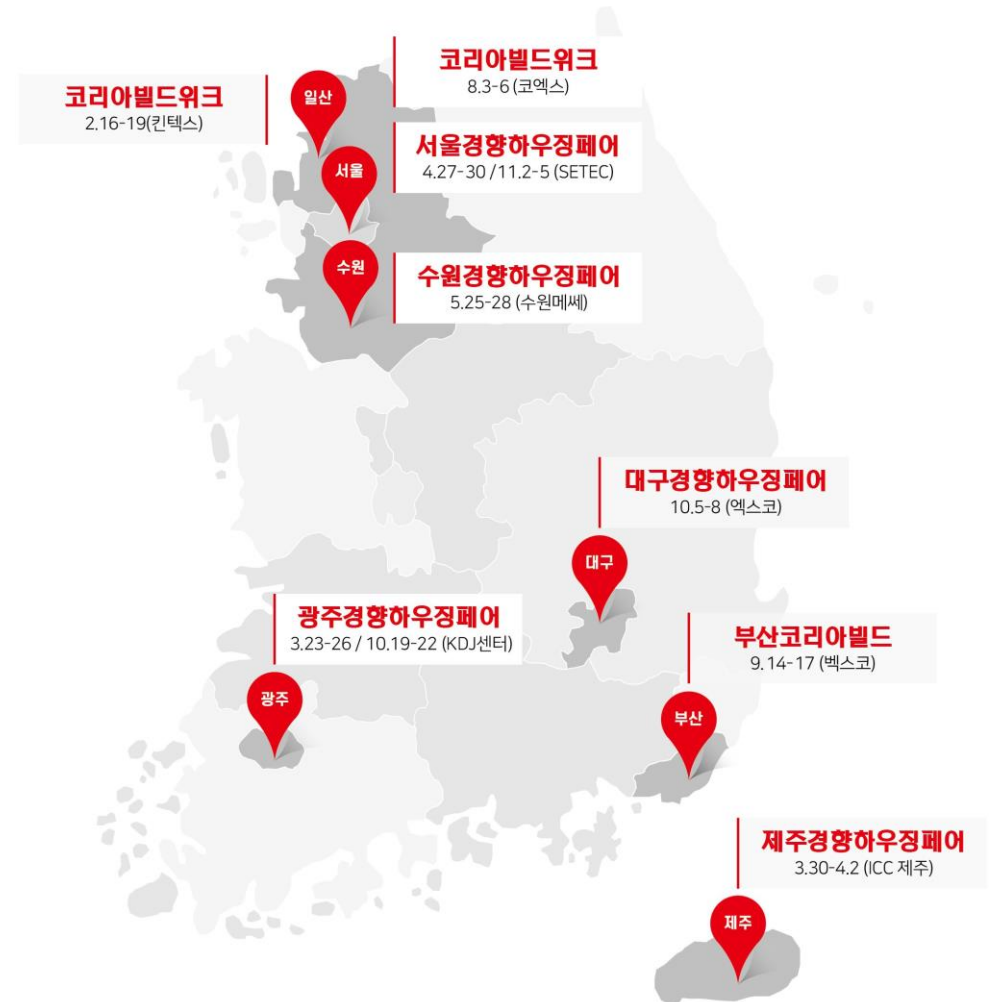 코리아빌드위크
8.3-6 (코엑스)
코리아빌드위크
2.16-19(킨텍스)
일산
서울경향하우징페어
4.27-30 /11.2-5 (SETEC)
서울
수원경향하우징페어
5.25-28 (수원메쎄)
수원
대구경향하우징페어
10.5-8 (엑스코)
대구
광주경향하우징페어
3.23-26 / 10.19-22 (KDJ센터)
광주
부산코리아빌드
9.14-17 (벡스코)
부산
제주경향하우징페어
3.30-4.2 (ICC 제주)
제주